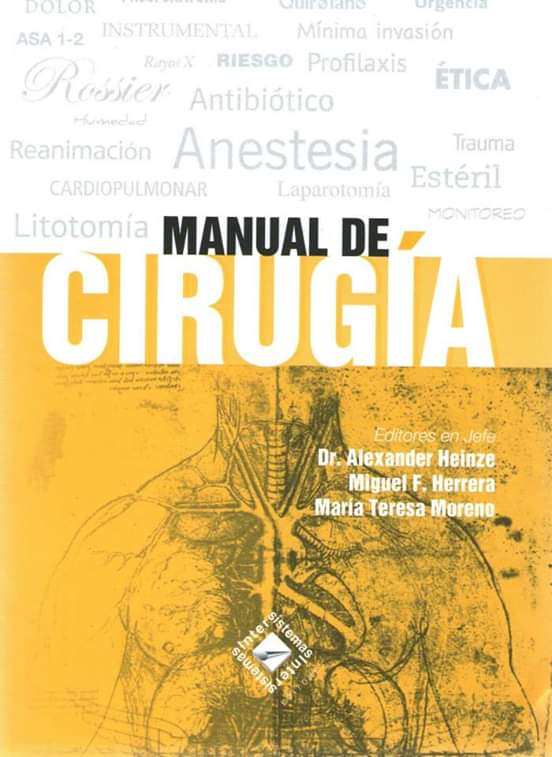 DOLOR
Quirófano
Urgencia
ASA 1-2
INSTRUMENTAL
Mínima invasión
Rayos X
RIESGO
Profilaxis
ÉTICA
Rossier
Antibiótico
Humedad
Reanimación
Anestesia
Trauma
CARDIOPULMONAR
Laparotomía
Estéril
MONITOREO
Litotomía
MANUAL DE
CIRUGÍA
Editores en Jefe
Dr. Alexander Heinze
Miguel F. Herrera
María Teresa Moreno
Intersistemas
Intersistemas